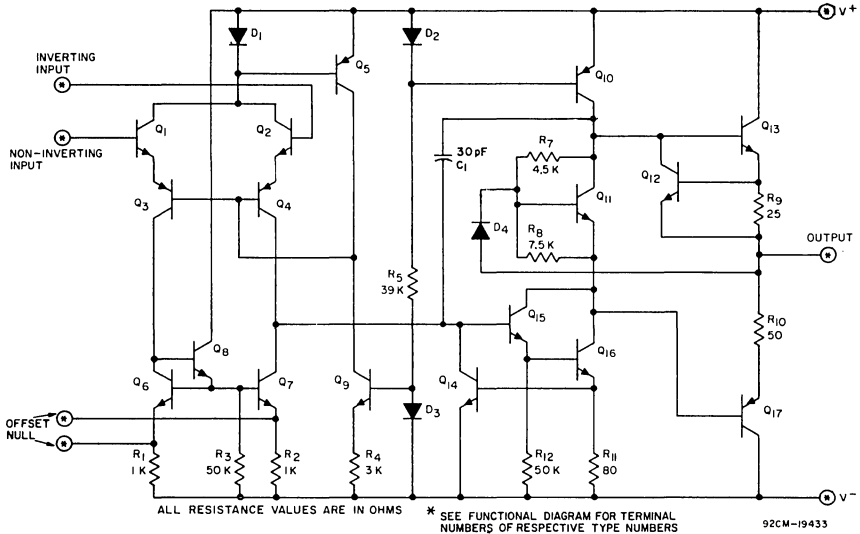 V+
D1
D2
INVERTING
INPUT
Q5
Q10
Q1
Q2
NON-INVERTING
INPUT
30 pF
C1
R7
4.5 K
Q13
Q12
Q3
Q4
Q11
R9
25
D4
R8
7.5 K
OUTPUT
R5
39 K
Q15
R10
50
Q8
Q6
Q7
Q9
Q14
Q16
Q17
D3
OFFSET
NULL
R1
1 K
R3
50 K
R2
1 K
R4
3 K
R12
50 K
R11
80
V-
ALL RESISTANCE VALUES ARE IN OHMS
* SEE FUNCTIONAL DIAGRAM FOR TERMINAL
NUMBERS OF RESPECTIVE TYPE NUMBERS
92CM-19433